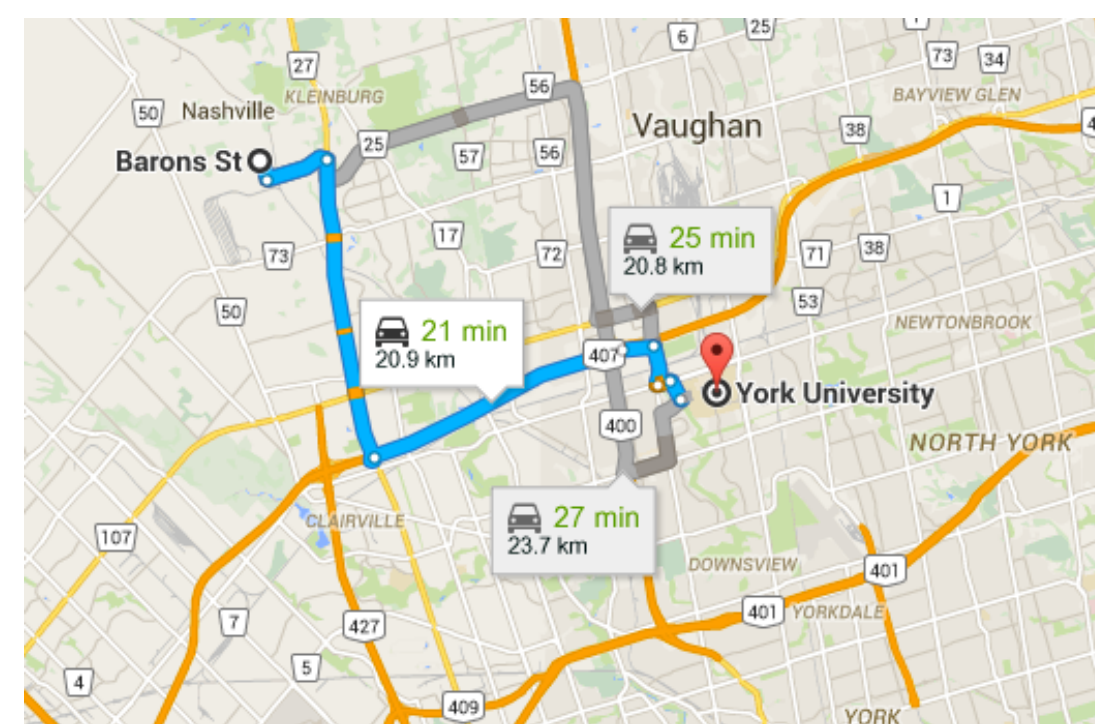 6
25
27
73
34
KLEINBURG
56
BAYVIEW GLEN
50
Nashville
Vaughan
38
4
25
57
56
Barons St
1
17
25 min
20.8 km
73
72
71
38
50
53
21 min
20.9 km
407
NEWTONBROOK
York University
400
NORTH YORK
27 min
23.7 km
CLAIRVILLE
107
DOWNSVIEW
401
7
427
401
YORKDALE
5
4
409
YORK